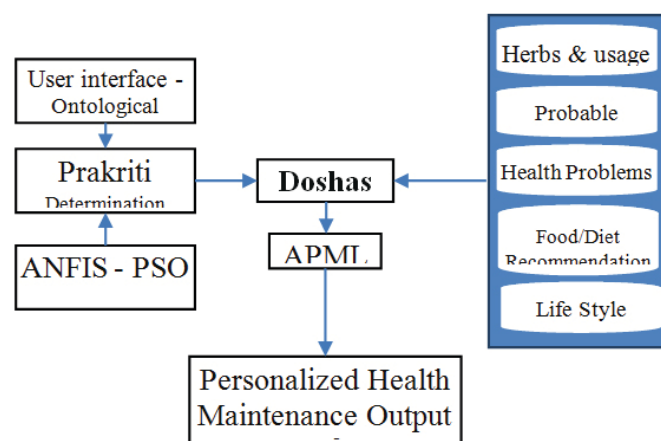 User interface -
Ontological
Prakriti
Determination
ANFIS - PSO
Doshas
APML
Personalized Health
Maintenance Output
Herbs & usage
Probable
Health Problems
Food/Diet
Recommendation
Life Style